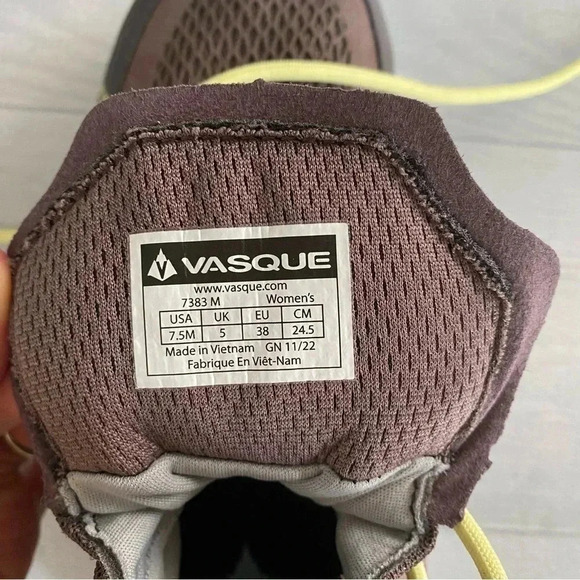 VASQUE
www.vasque.com
7383 M Women's
USA UK EU CM
7.5M 5 38 24.5
Made in Vietnam GN 11/22
Fabrique En Viêt-Nam